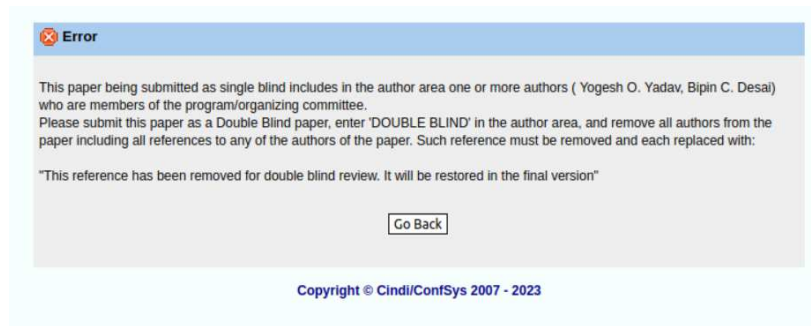 Error
This paper being submitted as single blind includes in the author area one or more authors ( Yogesh O. Yadav, Bipin C. Desai)
who are members of the program/organizing committee.
Please submit this paper as a Double Blind paper, enter 'DOUBLE BLIND' in the author area, and remove all authors from the
paper including all references to any of the authors of the paper. Such reference must be removed and each replaced with:
"This reference has been removed for double blind review. It will be restored in the final version"
Go Back
Copyright © Cindi/ConfSys 2007 - 2023